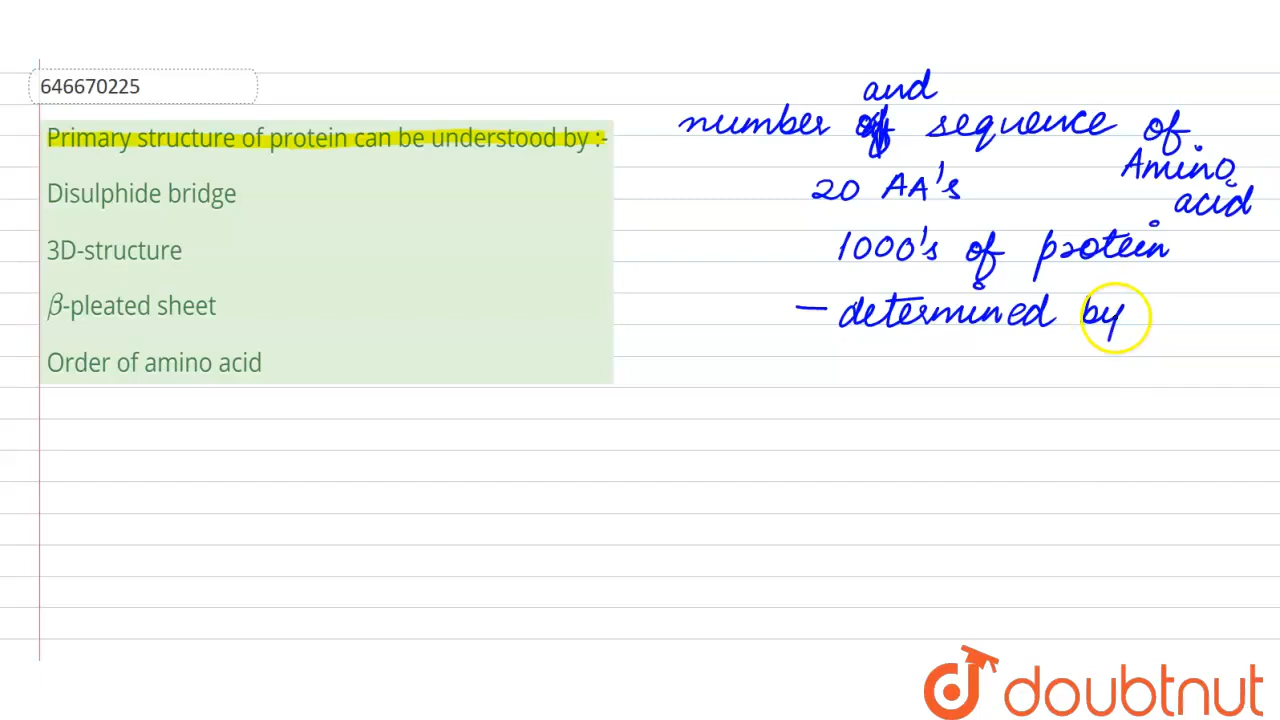 646670225
Primary structure of protein can be understood by :-
Disulphide bridge
3D-structure
β-pleated sheet
Order of amino acid
and
number of sequence of
Amino
acid
20 AA's
1000's of protein
- determined by
doubtnut